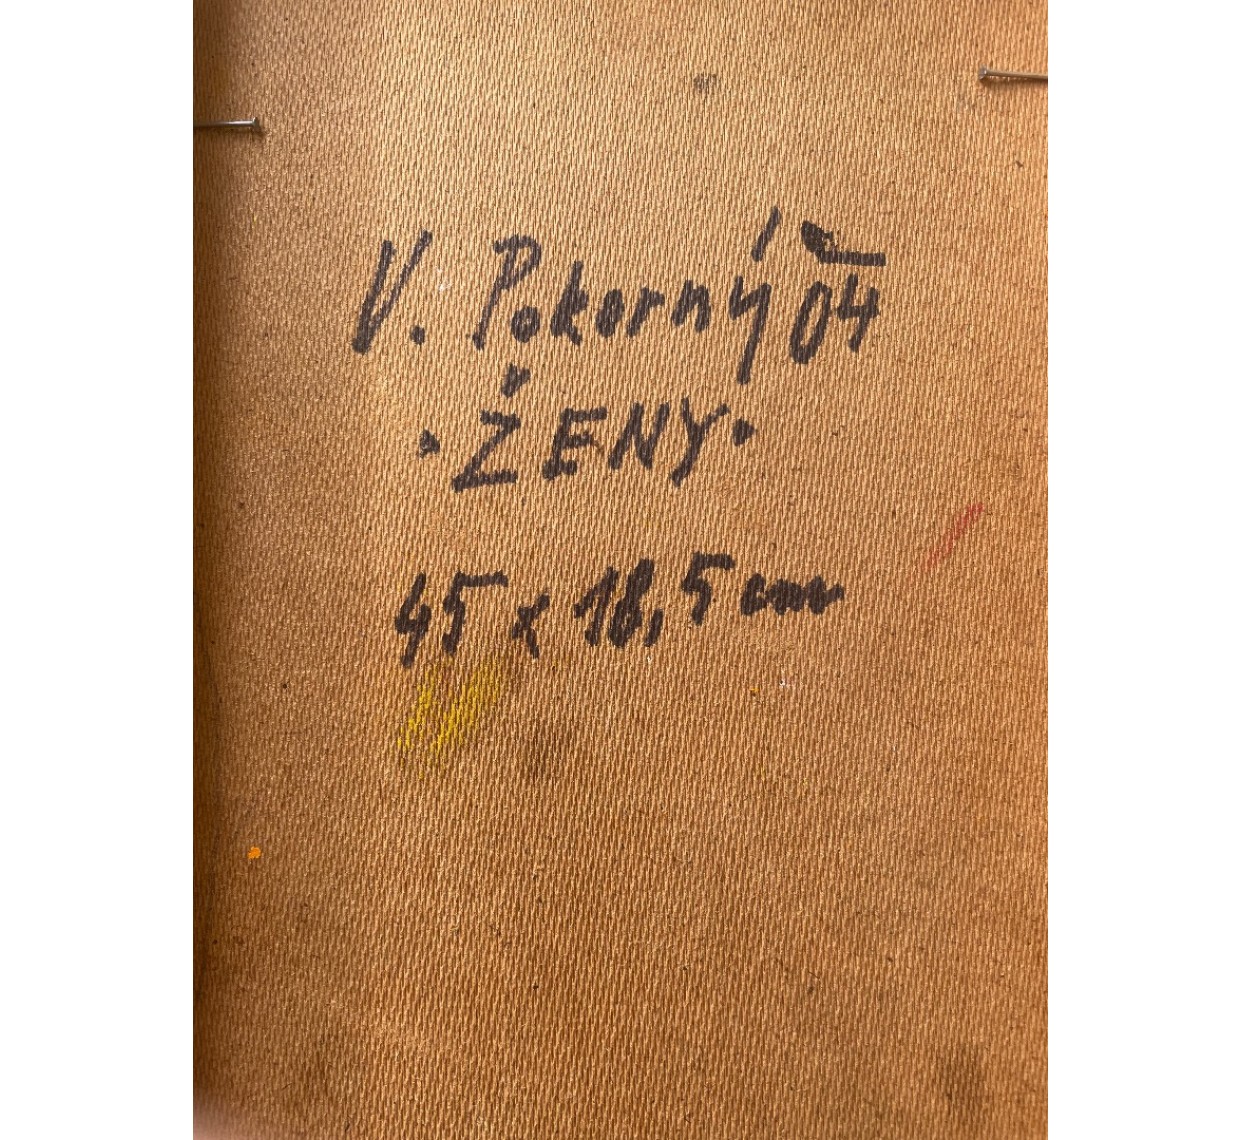 V. Pokorný 04
·ŽENY·
45 x 18,5 cm